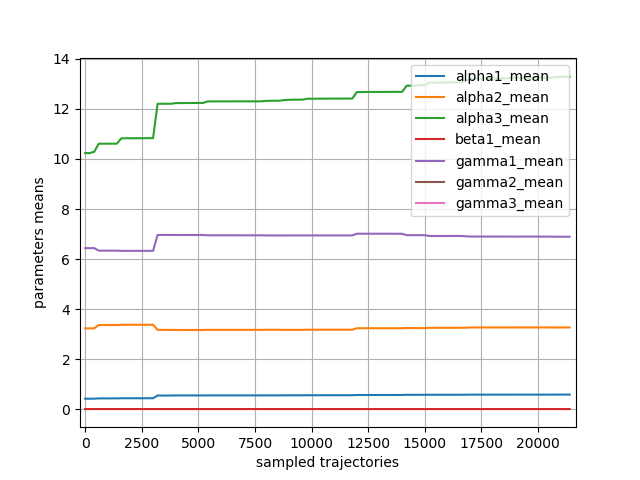 14
12
10
8
6
4
2
0
parameters means
alpha1_mean
alpha2_mean
alpha3_mean
beta1_mean
gamma1_mean
gamma2_mean
gamma3_mean
0 2500 5000 7500 10000 12500 15000 17500 20000
sampled trajectories